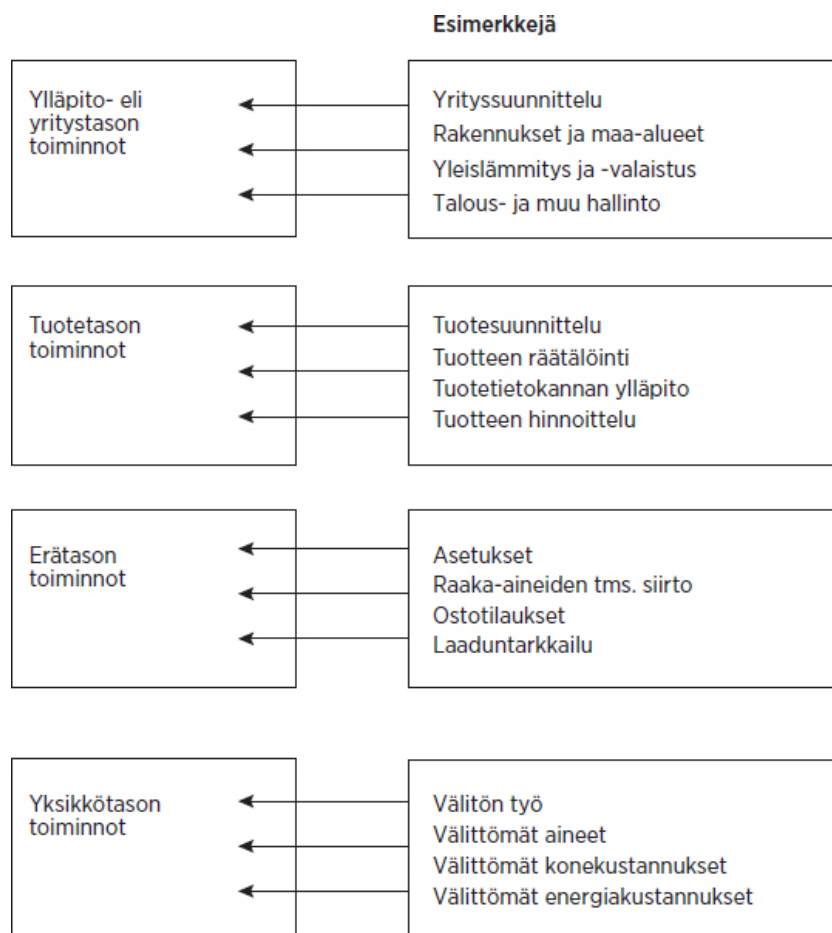 Esimerkkejä
Ylläpito- eli
yritystason
toiminnot
Yrityssuunnittelu
Rakennukset ja maa-alueet
Yleislämmitys ja -valaistus
Talous- ja muu hallinto
Tuotetason
toiminnot
Tuotesuunnittelu
Tuotteen räätälöinti
Tuotetietokannan ylläpito
Tuotteen hinnoittelu
Erätason
toiminnot
Asetukset
Raaka-aineiden tms. siirto
Ostotilaukset
Laaduntarkkailu
Yksikkötason
toiminnot
Välitön työ
Välittömät aineet
Välittömät konekustannukset
Välittömät energiakustannukset